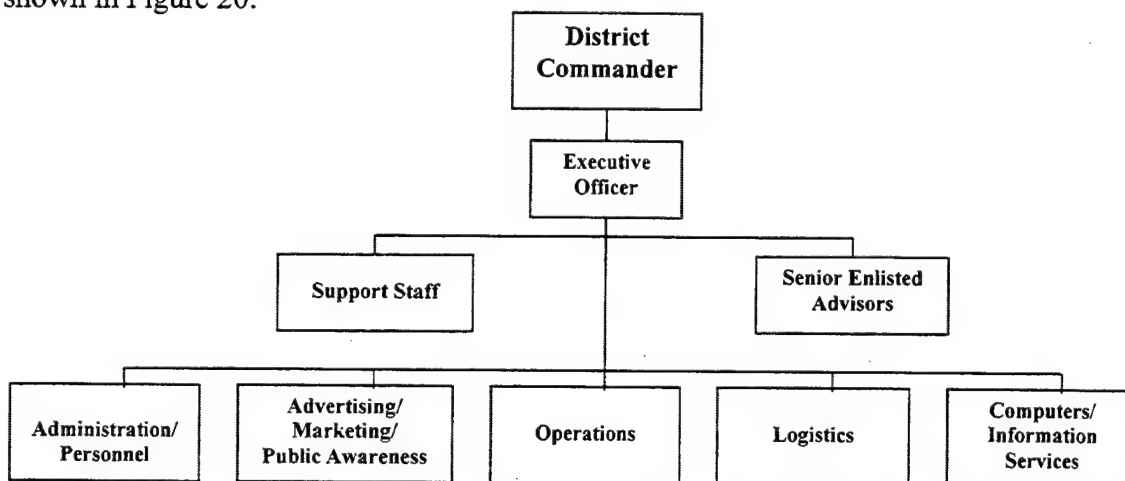 shown in Figure 20.
District
Commander
Executive
Officer
Support Staff
Senior Enlisted
Advisors
Administration/
Personnel
Advertising/
Marketing/
Public Awareness
Operations
Logistics
Computers/
Information
Services